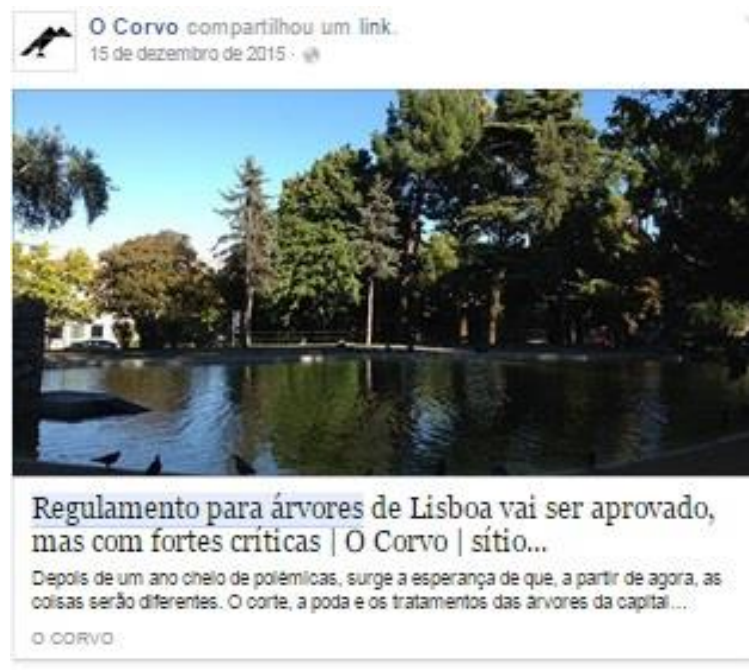 O Corvo compartilhou um link.
15 de dezembro de 2015 ·
Regulamento para árvores de Lisboa vai ser aprovado,
mas com fortes críticas | O Corvo | sítio...
Depois de um ano cheio de polémicas, surge a esperança de que, a partir de agora, as
coisas serão diferentes. O corte, a poda e os tratamentos das árvores da capital...
O CORVO